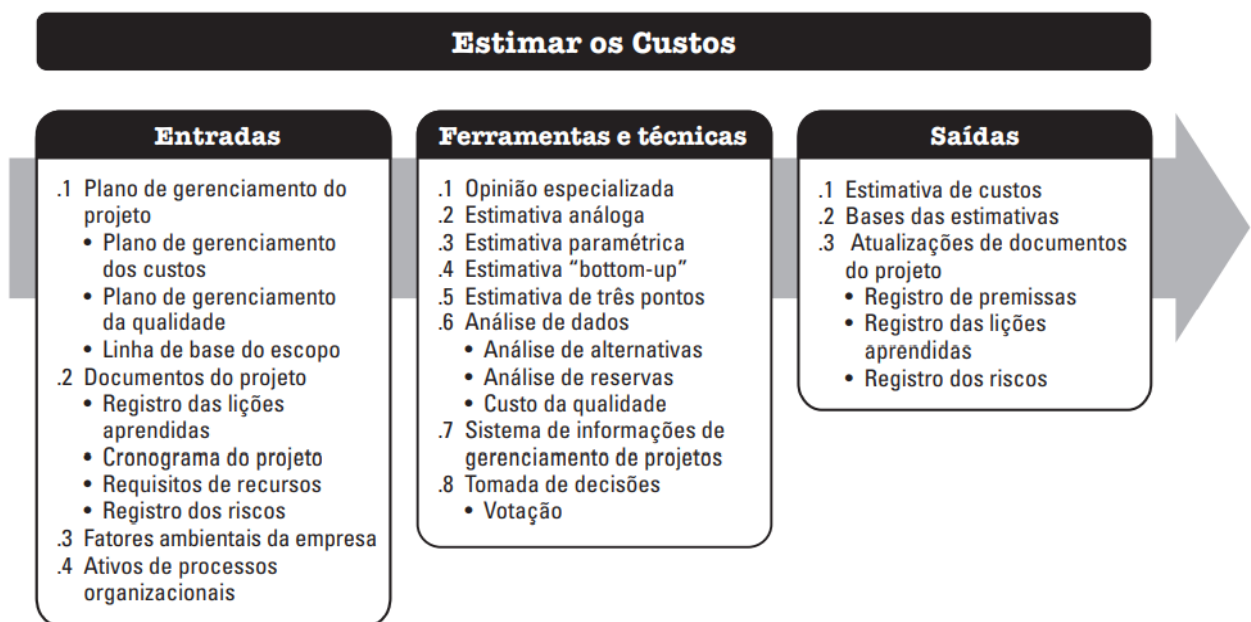 Estimar os Custos
Entradas
.1 Plano de gerenciamento do
projeto
• Plano de gerenciamento
dos custos
• Plano de gerenciamento
da qualidade
• Linha de base do escopo
.2 Documentos do projeto
• Registro das lições
aprendidas
• Cronograma do projeto
• Requisitos de recursos
• Registro dos riscos
.3 Fatores ambientais da empresa
.4 Ativos de processos
organizacionais
Ferramentas e técnicas
.1 Opinião especializada
.2 Estimativa análoga
.3 Estimativa paramétrica
.4 Estimativa “bottom-up”
.5 Estimativa de três pontos
.6 Análise de dados
• Análise de alternativas
• Análise de reservas
• Custo da qualidade
.7 Sistema de informações de
gerenciamento de projetos
.8 Tomada de decisões
• Votação
Saídas
.1 Estimativa de custos
.2 Bases das estimativas
.3 Atualizações de documentos
do projeto
• Registro de premissas
• Registro das lições
aprendidas
• Registro dos riscos